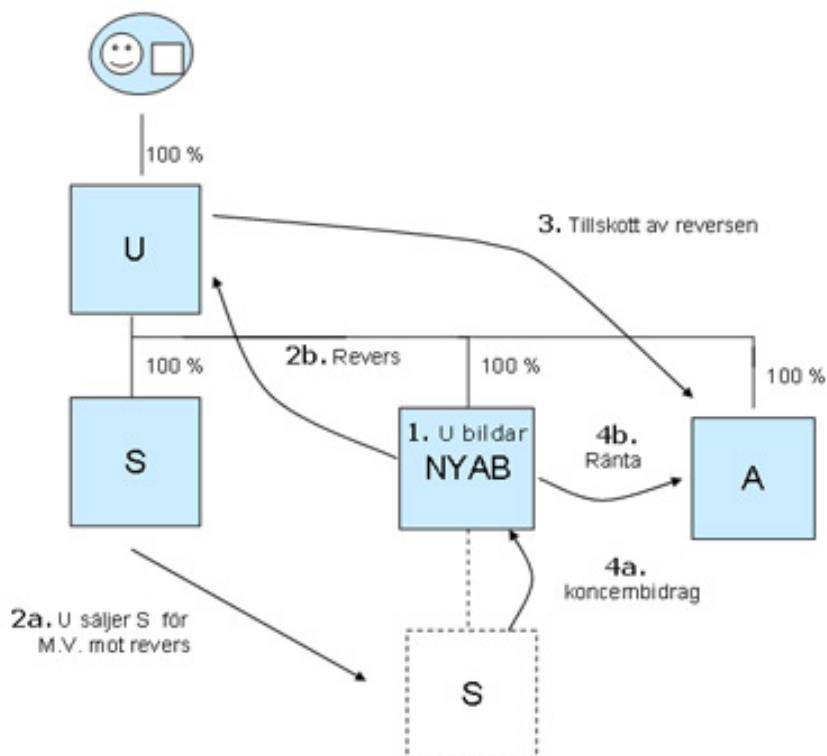 100 %
U
3. Tillskott av reversen
2b. Revers
100 %
100 %
100 %
S
1. U bildar
NYAB
4b.
Ränta
A
4a.
koncembidrag
2a. U säljer S för
M.V. mot revers
S